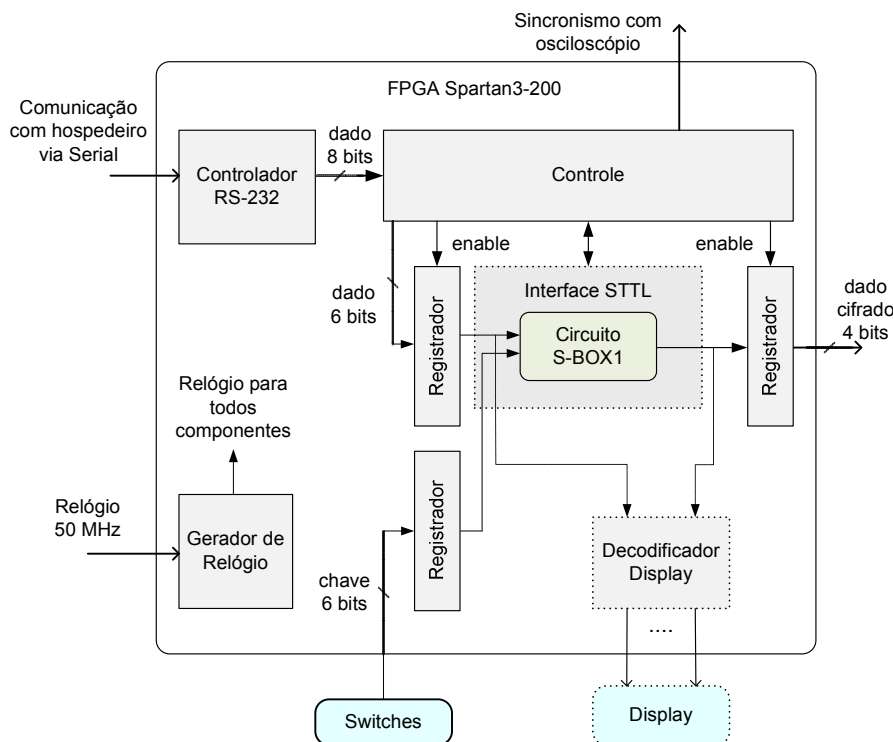 Sincronismo com
osciloscópio
FPGA Spartan3-200
Comunicação
com hospedeiro
via Serial
Controlador
RS-232
dado
8 bits
Controle
enable
enable
dado
6 bits
Registrador
Interface STTL
Circuito
S-BOX1
Registrador
dado
cifrado
4 bits
Relógio para
todos
componentes
Relógio
50 MHz
Gerador de
Relógio
chave
6 bits
Registrador
Decodificador
Display
....
Switches
Display